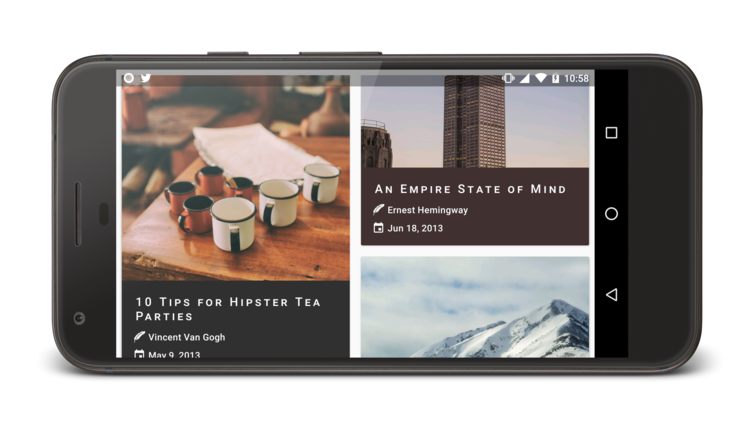 10:58
10 Tips for Hipster Tea
Parties
Vincent Van Gogh
May 9, 2013
An Empire State of Mind
Ernest Hemingway
Jun 18, 2013